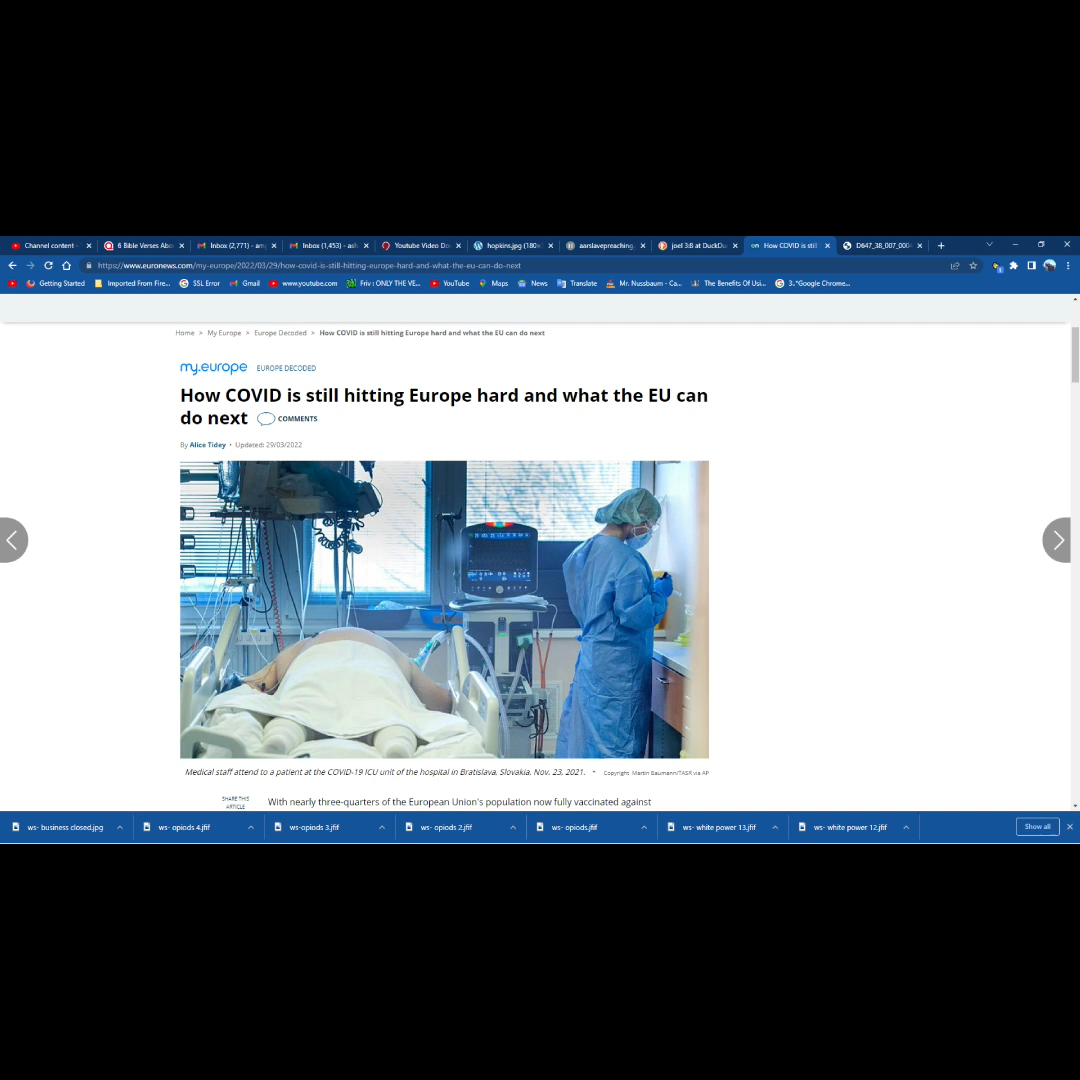 Channel content - 6 Bible Verses Abo Inbox (2,771) - am Inbox (1,453) - ash Youtube Video Do hopkins.jpg (180× aarslavepreaching. joel 3:8 at DuckDu How COVID is still D647_38_007_000
https://www.euronews.com/my-europe/2022/03/29/how-covid-is-still-hitting-europe-hard-and-what-the-eu-can-do-next
Getting Started Imported From Fire... SSL Error Gmail www.youtube.com Friv : ONLY THE VE... YouTube Maps News Translate Mr. Nussbaum - Ca... The Benefits Of Usi... 3.*Google Chrome...
Home > My Europe > Europe Decoded > How COVID is still hitting Europe hard and what the EU can do next
my.europe EUROPE DECODED
How COVID is still hitting Europe hard and what the EU can
do next COMMENTS
By Alice Tidey • Updated: 29/03/2022
Medical staff attend to a patient at the COVID-19 ICU unit of the hospital in Bratislava, Slovakia, Nov. 23, 2021. - Copyright Martin Baumann/TASR via AP
SHARE THIS
ARTICLE
With nearly three-quarters of the European Union's population now fully vaccinated against
ws- business closed.jpg ws- opiods 4.jfif ws-opiods 3.jfif ws- opiods 2.jfif ws- opiods.jfif ws- white power 13.jfif ws- white power 12.jfif Show all